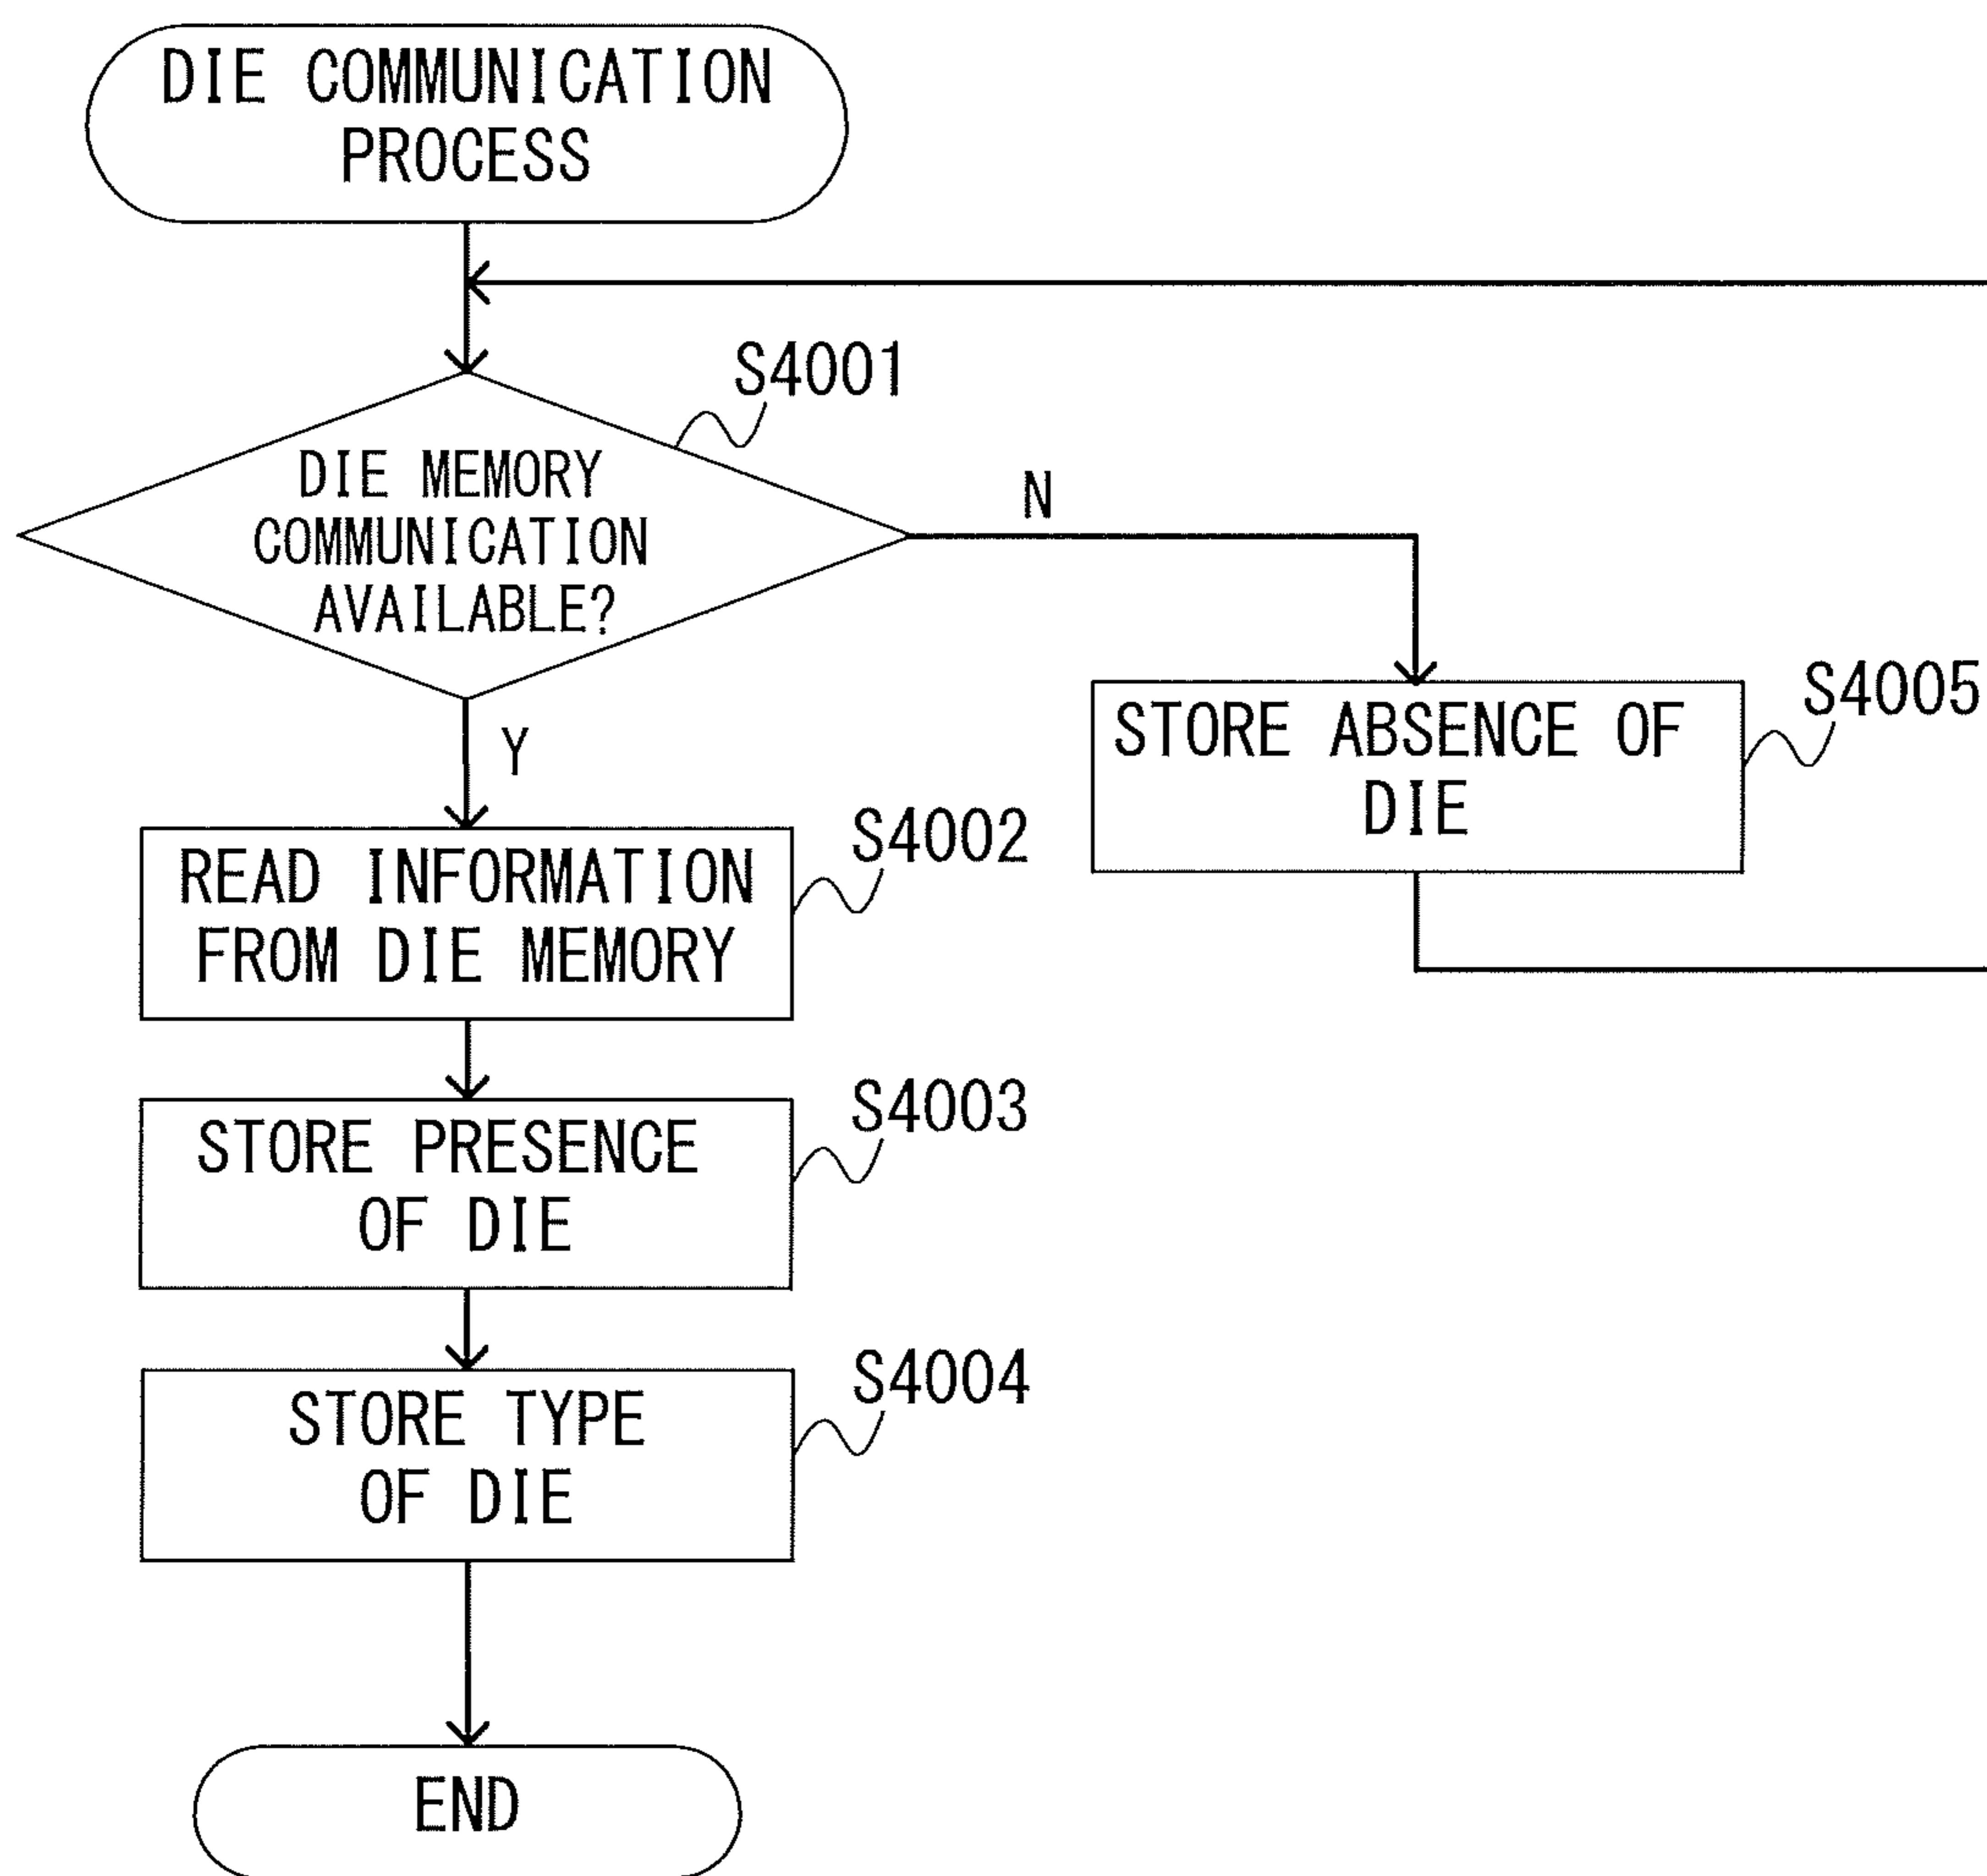 DIE COMMUNICATION
PROCESS
S4001
DIE MEMORY
COMMUNICATION
AVAILABLE?
N
Y
STORE ABSENCE OF
DIE
S4005
READ INFORMATION
FROM DIE MEMORY
S4002
STORE PRESENCE
OF DIE
S4003
STORE TYPE
OF DIE
S4004
END